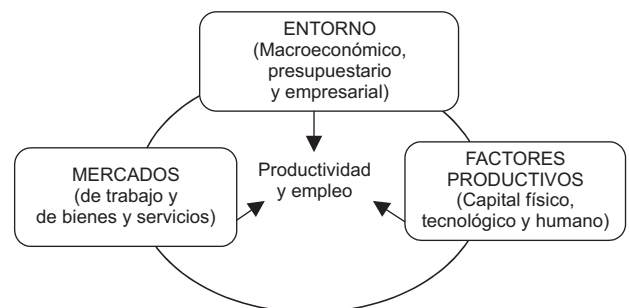 ENTORNO
(Macroeconómico,
presupuestario
y empresarial)
MERCADOS
(de trabajo y
de bienes y servicios)
Productividad
y empleo
FACTORES
PRODUCTIVOS
(Capital físico,
tecnológico y humano)